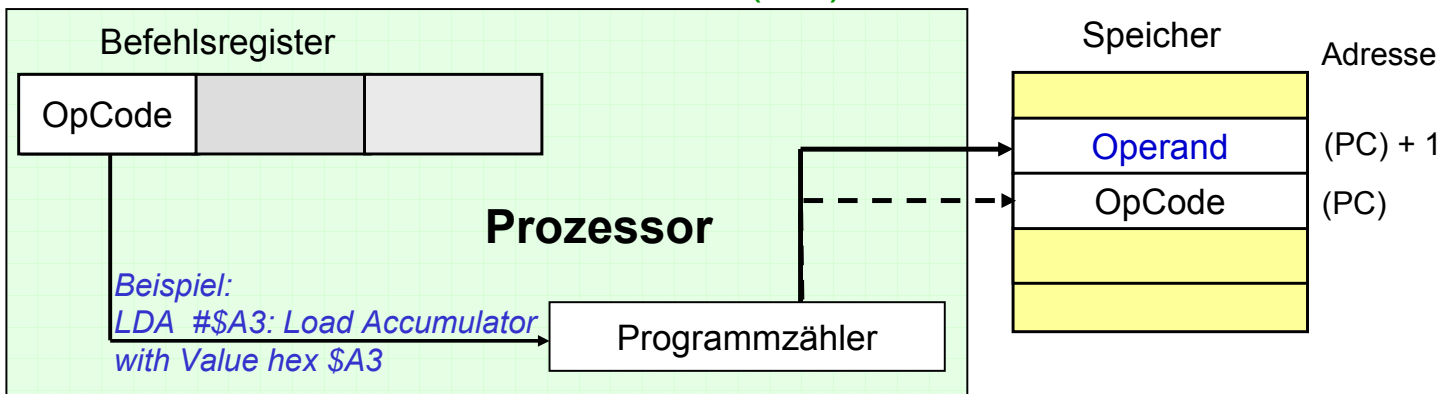 Befehlsregister
OpCode
Prozessor
Beispiel:
LDA #$A3: Load Accumulator
with Value hex $A3
Programmzähler
Speicher
Adresse
Operand
(PC) + 1
OpCode
(PC)